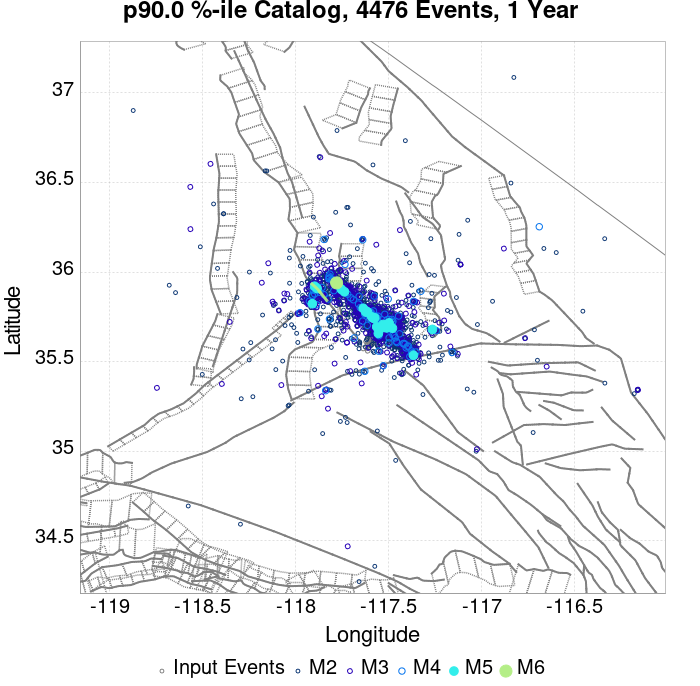 p90.0 %-ile Catalog, 4476 Events, 1 Year
37
36.5
36
35.5
35
34.5
Latitude
-119
-118.5
-118
-117.5
-117
-116.5
Longitude
Input Events
M2
M3
M4
M5
M6